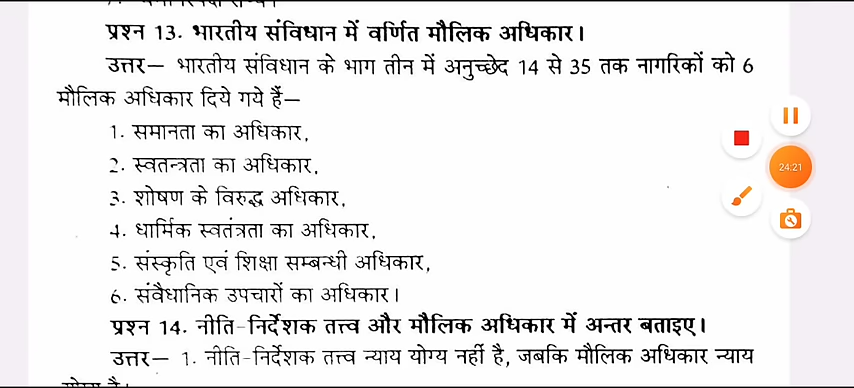 प्रश्न 13. भारतीय संविधान में वर्णित मौलिक अधिकार।
उत्तर— भारतीय संविधान के भाग तीन में अनुच्छेद 14 से 35 तक नागरिकों को 6
मौलिक अधिकार दिये गये हैं—
1. समानता का अधिकार,
2. स्वतन्त्रता का अधिकार,
3. शोषण के विरुद्ध अधिकार,
4. धार्मिक स्वतंत्रता का अधिकार,
5. संस्कृति एवं शिक्षा सम्बन्धी अधिकार,
6. संवैधानिक उपचारों का अधिकार।
प्रश्न 14. नीति-निर्देशक तत्त्व और मौलिक अधिकार में अन्तर बताइए।
उत्तर— 1. नीति-निर्देशक तत्त्व न्याय योग्य नहीं है, जबकि मौलिक अधिकार न्याय
24:21